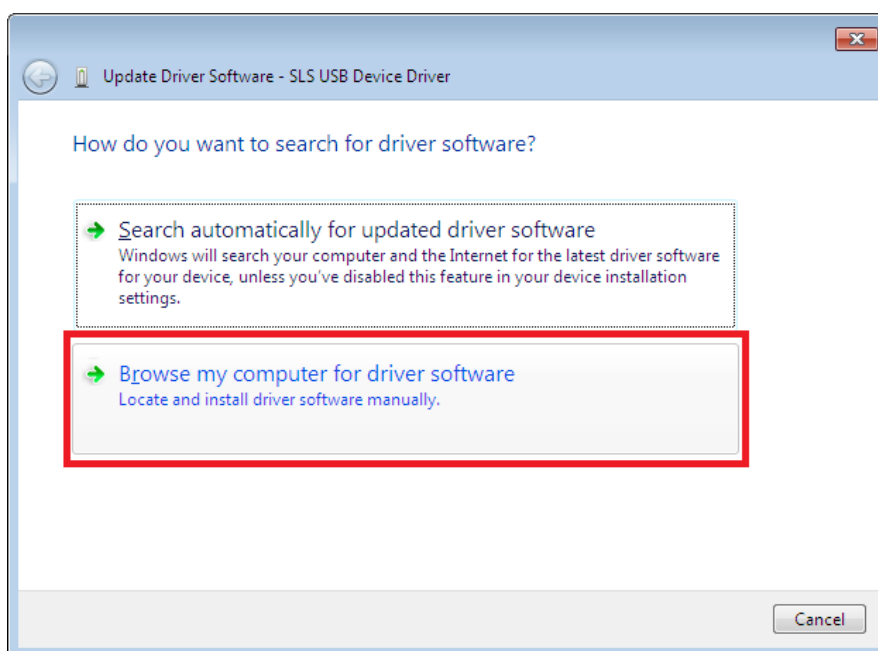 Update Driver Software - SLS USB Device Driver
How do you want to search for driver software?
Search automatically for updated driver software
Windows will search your computer and the Internet for the latest driver software
for your device, unless you've disabled this feature in your device installation
settings.
Browse my computer for driver software
Locate and install driver software manually.
Cancel